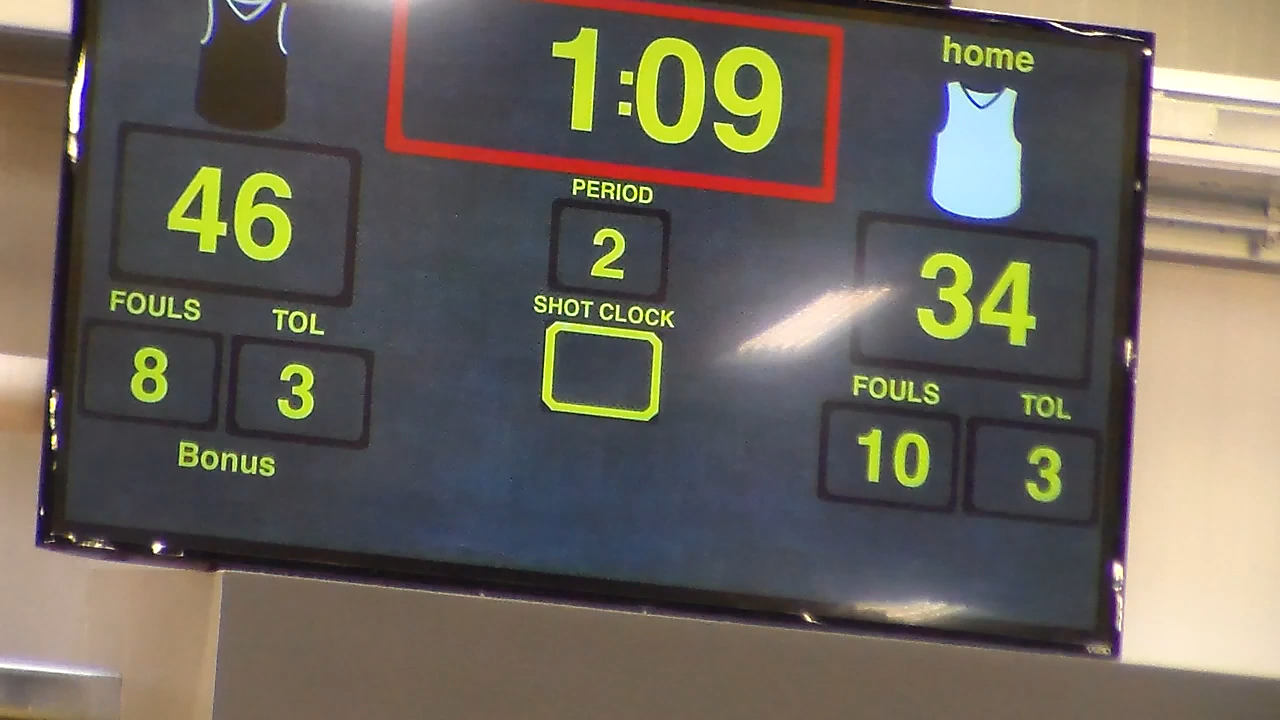 1:09
home
46
PERIOD
2
34
FOULS
TOL
SHOT CLOCK
8
3
FOULS
TOL
Bonus
10
3